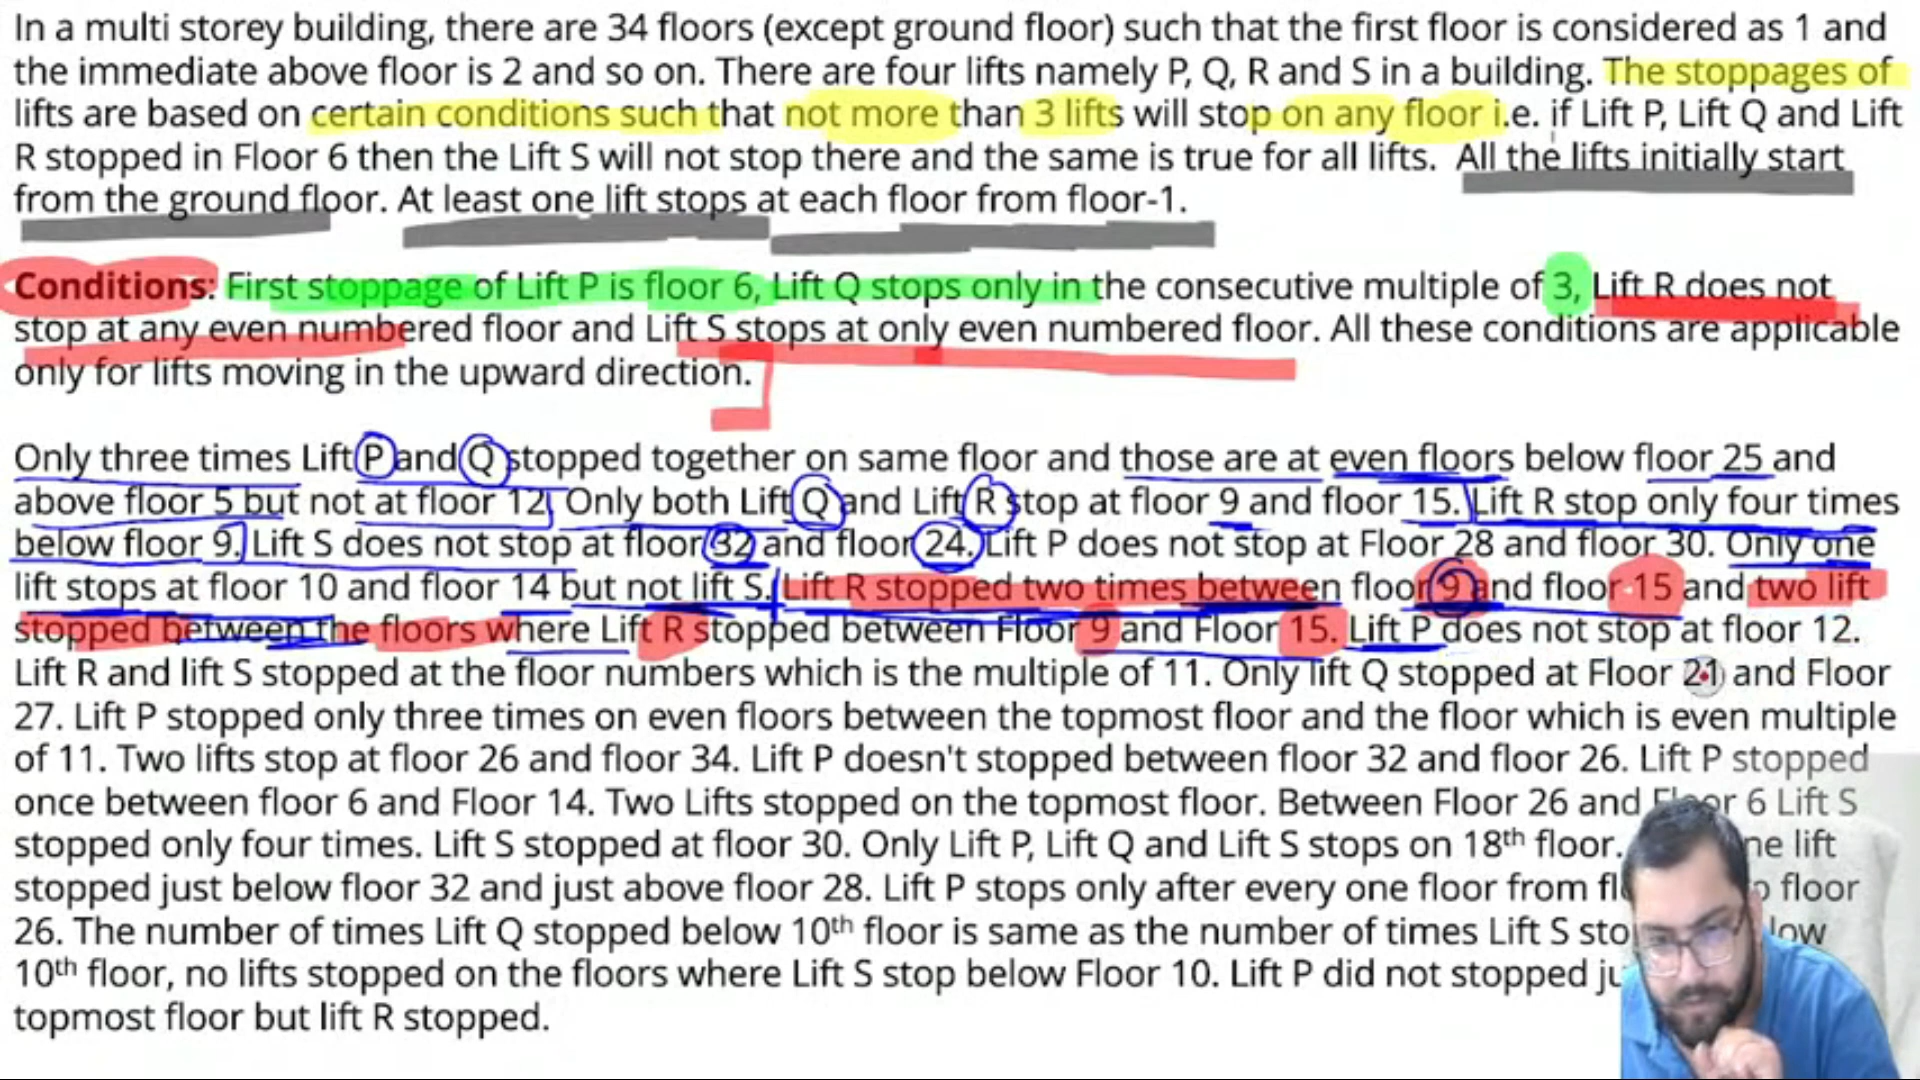 In a multi storey building, there are 34 floors (except ground floor) such that the first floor is considered as 1 and
the immediate above floor is 2 and so on. There are four lifts namely P, Q, R and S in a building. The stoppages of
lifts are based on certain conditions such that not more than 3 lifts will stop on any floor i.e. if Lift P, Lift Q and Lift
R stopped in Floor 6 then the Lift S will not stop there and the same is true for all lifts. All the lifts initially start
from the ground floor. At least one lift stops at each floor from floor-1.
Conditions: First stoppage of Lift P is floor 6, Lift Q stops only in the consecutive multiple of 3, Lift R does not
stop at any even numbered floor and Lift S stops at only even numbered floor. All these conditions are applicable
only for lifts moving in the upward direction.
Only three times Lift P and Q stopped together on same floor and those are at even floors below floor 25 and
above floor 5 but not at floor 12. Only both Lift Q and Lift R stop at floor 9 and floor 15. Lift R stop only four times
below floor 9. Lift S does not stop at floor 32 and floor 24. Lift P does not stop at Floor 28 and floor 30. Only one
lift stops at floor 10 and floor 14 but not lift S. Lift R stopped two times between floor 9 and floor 15 and two lift
stopped between the floors where Lift R stopped between Floor 9 and Floor 15. Lift P does not stop at floor 12.
Lift R and lift S stopped at the floor numbers which is the multiple of 11. Only lift Q stopped at Floor 21 and Floor
27. Lift P stopped only three times on even floors between the topmost floor and the floor which is even multiple
of 11. Two lifts stop at floor 26 and floor 34. Lift P doesn't stopped between floor 32 and floor 26. Lift P stopped
once between floor 6 and Floor 14. Two Lifts stopped on the topmost floor. Between Floor 26 and Floor 6 Lift S
stopped only four times. Lift S stopped at floor 30. Only Lift P, Lift Q and Lift S stops on 18th floor. lift
stopped just below floor 32 and just above floor 28. Lift P stops only after every one floor from floor
26. The number of times Lift Q stopped below 10th floor is same as the number of times Lift S
10th floor, no lifts stopped on the floors where Lift S stop below Floor 10. Lift P did not stopped
topmost floor but lift R stopped.